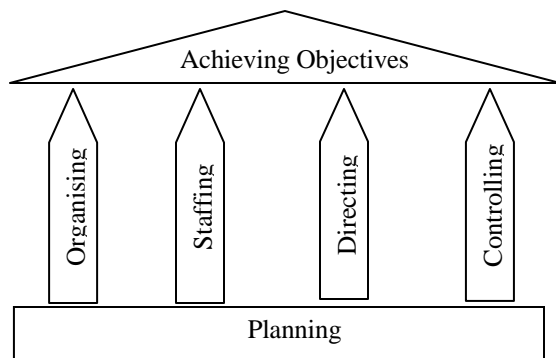 Achieving Objectives
Organising
Staffing
Directing
Controlling
Planning